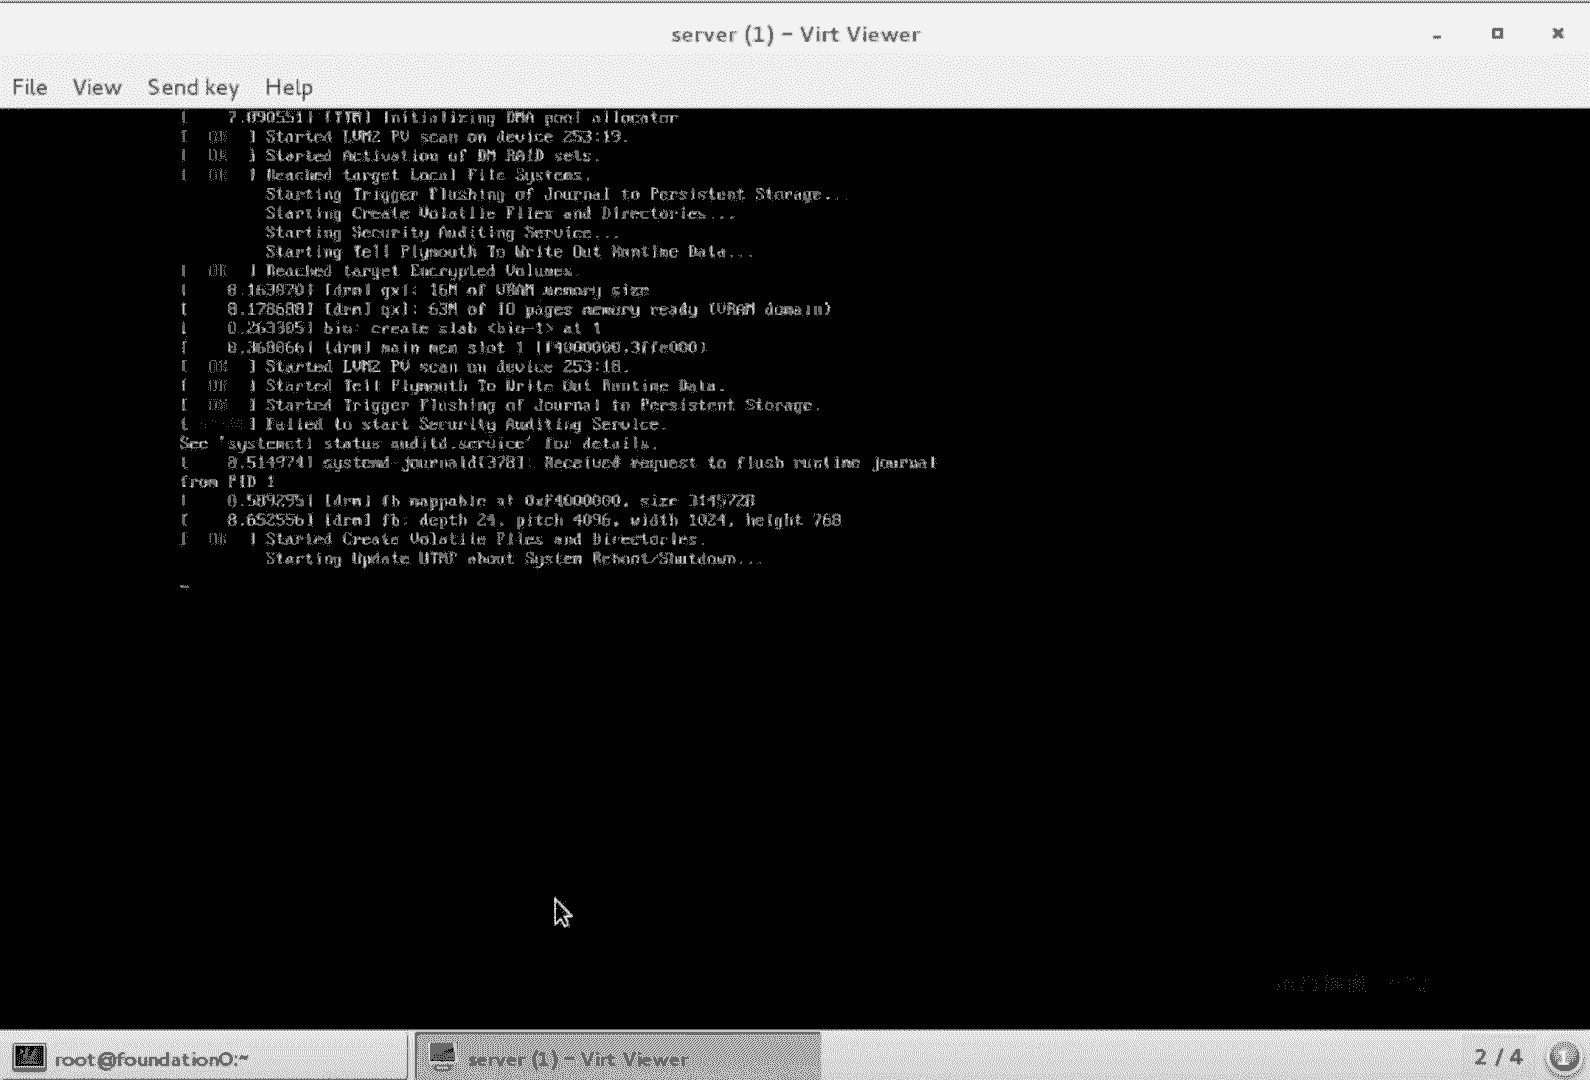 server (1) – Virt Viewer
File View Send key Help
[ 7.090551] [TTM] Initializing DMA pool allocator
[ OK ] Started LVM2 PV scan on device 253:19.
[ OK ] Started Activation of DM RAID sets.
[ OK ] Reached target Local File Systems.
Starting Trigger Flushing of Journal to Persistent Storage...
Starting Create Volatile Files and Directories...
Starting Security Auditing Service...
Starting Tell Plymouth To Write Out Runtime Data...
[ OK ] Reached target Encrypted Volumes.
[ 8.163870] [drm] qxl: 16M of VRAM memory size
[ 8.178688] [drm] qxl: 63M of IO pages memory ready (VRAM domain)
[ 8.263305] bio: create slab <bio-1> at 1
[ 8.368066] [drm] main mem slot 1 [f4000000,3ffe000)
[ OK ] Started LVM2 PV scan on device 253:18.
[ OK ] Started Tell Plymouth To Write Out Runtime Data.
[ OK ] Started Trigger Flushing of Journal to Persistent Storage.
[ ] Failed to start Security Auditing Service.
See 'systemctl status auditd.service' for details.
[ 8.514974] systemd-journald[378]: Received request to flush runtime journal
from PID 1
[ 8.589295] [drm] fb mappable at 0xF4000000, size 3145728
[ 8.652556] [drm] fb: depth 24, pitch 4096, width 1024, height 768
[ OK ] Started Create Volatile Files and Directories.
Starting Update UTMP about System Reboot/Shutdown...
_
root@foundation0:~
server (1) – Virt Viewer
2 / 4
1